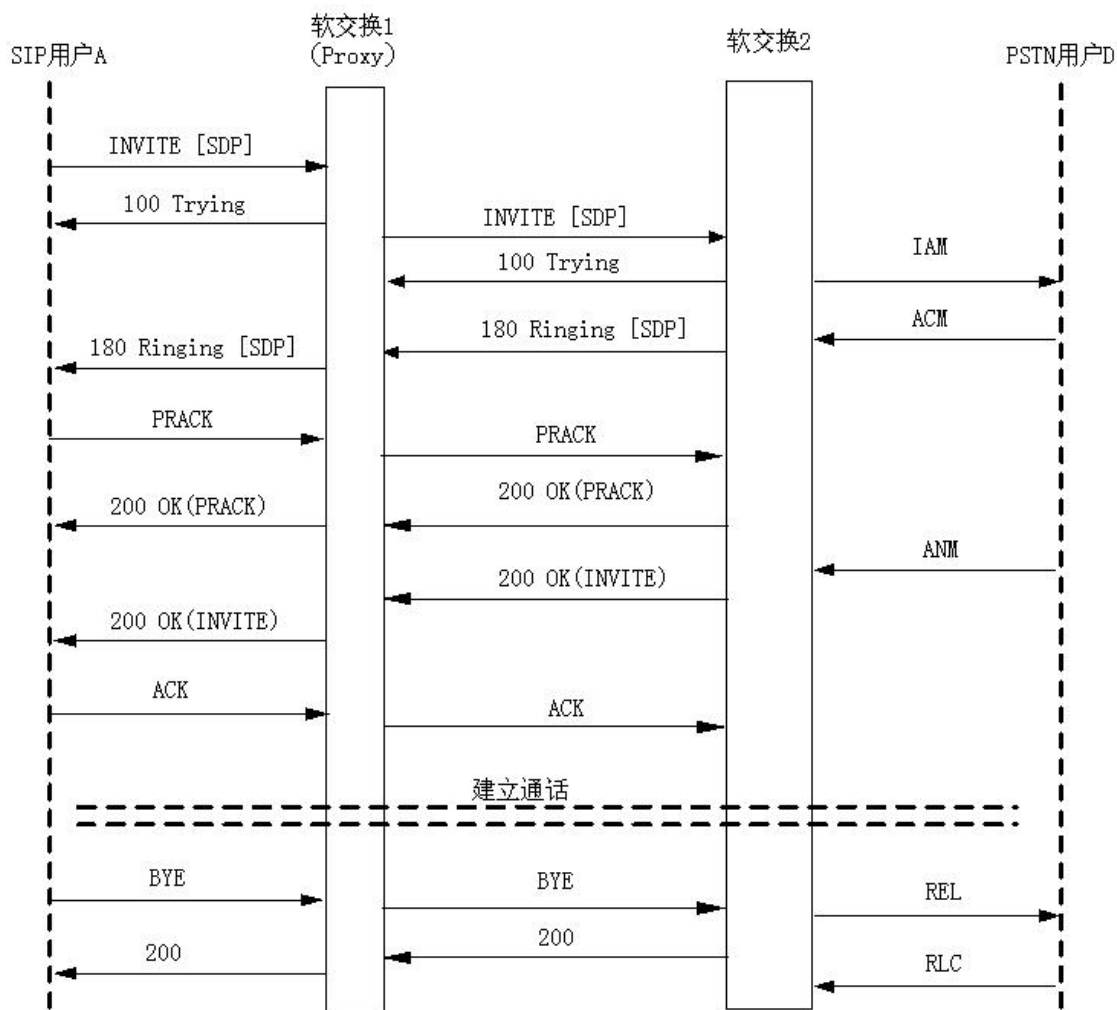 SIP用户A
软交换1
(Proxy)
软交换2
PSTN用户D
INVITE [SDP]
100 Trying
INVITE [SDP]
100 Trying
IAM
ACM
180 Ringing [SDP]
180 Ringing [SDP]
PRACK
PRACK
200 OK(PRACK)
200 OK(PRACK)
ANM
200 OK(INVITE)
200 OK(INVITE)
ACK
ACK
建立通话
BYE
BYE
REL
200
200
RLC